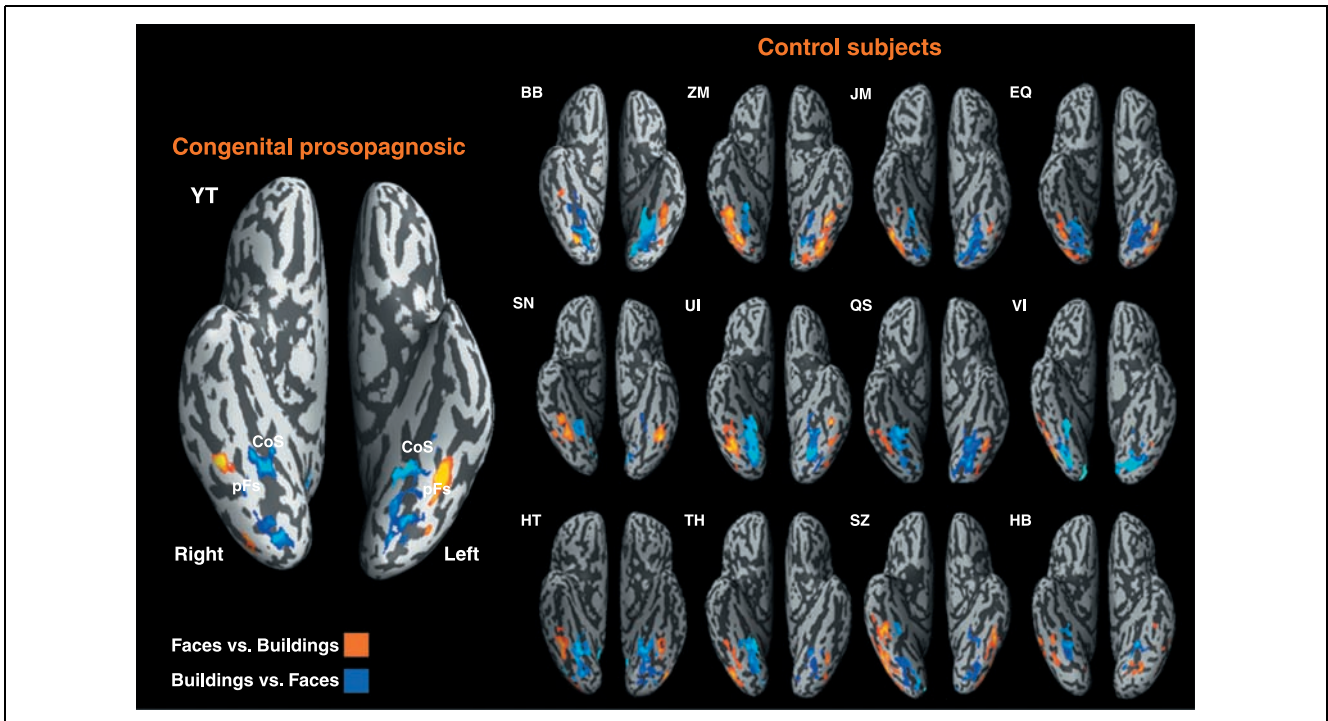 Control subjects
BB ZM JM EQ
Congenital prosopagnosic
YT
SN UI QS VI
CoS CoS
pFs pFs
HT TH SZ HB
Right Left
Faces vs. Buildings
Buildings vs. Faces